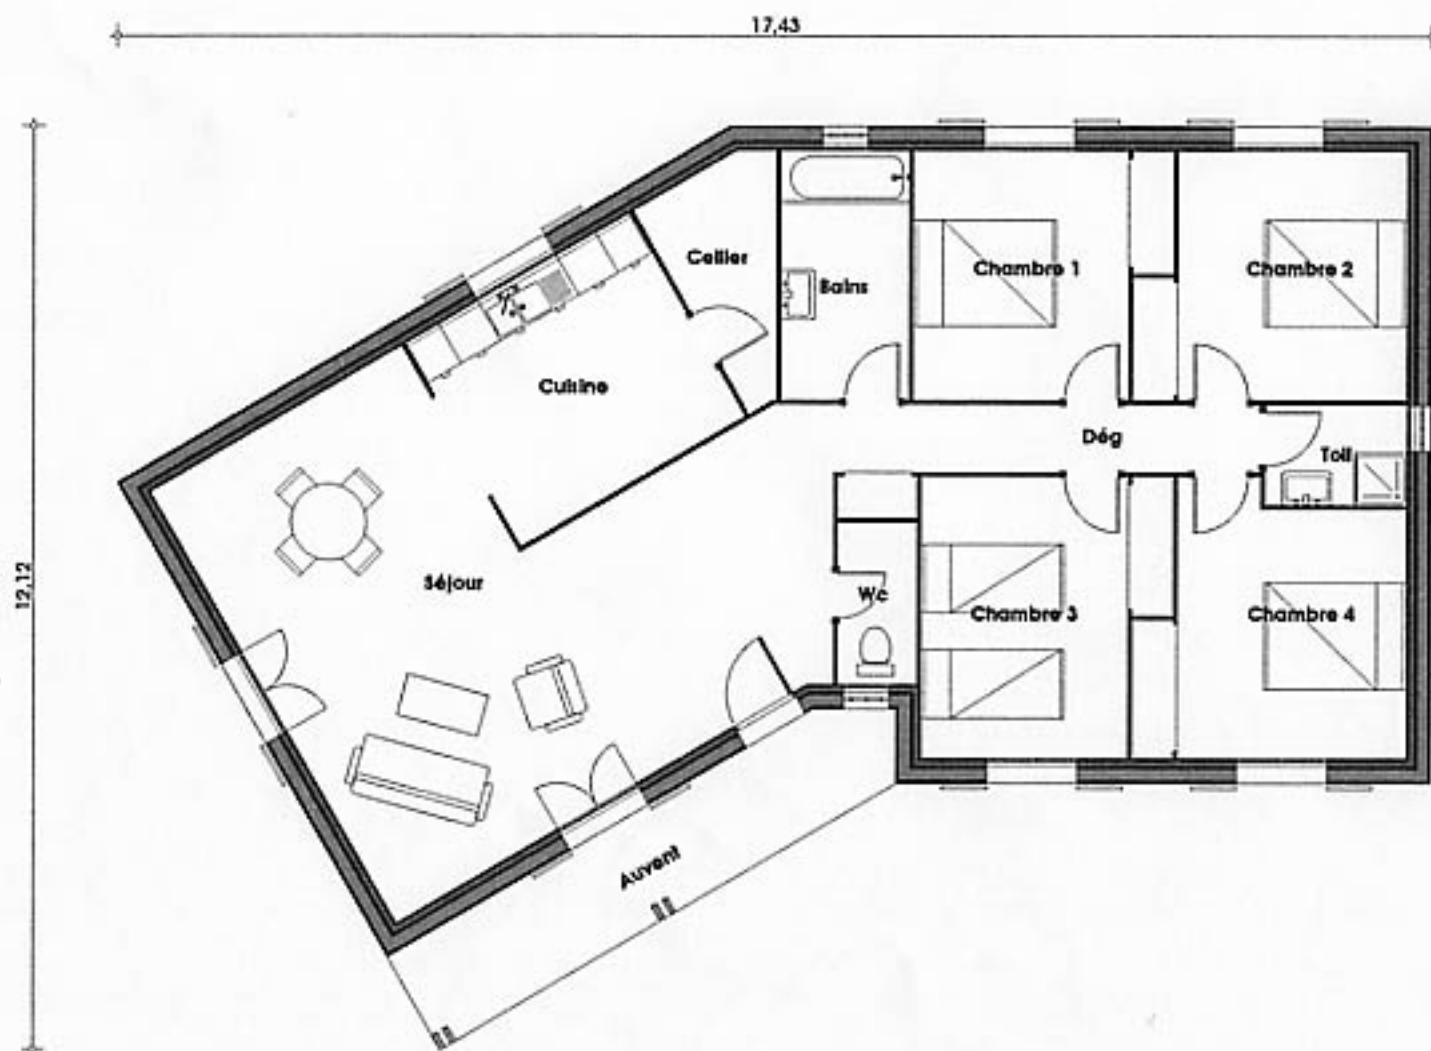 17,43
Cellier
Bains
Chambre 1
Chambre 2
Cuisine
Dég
Toil
Séjour
Wc
Chambre 3
Chambre 4
12,12
Auvent